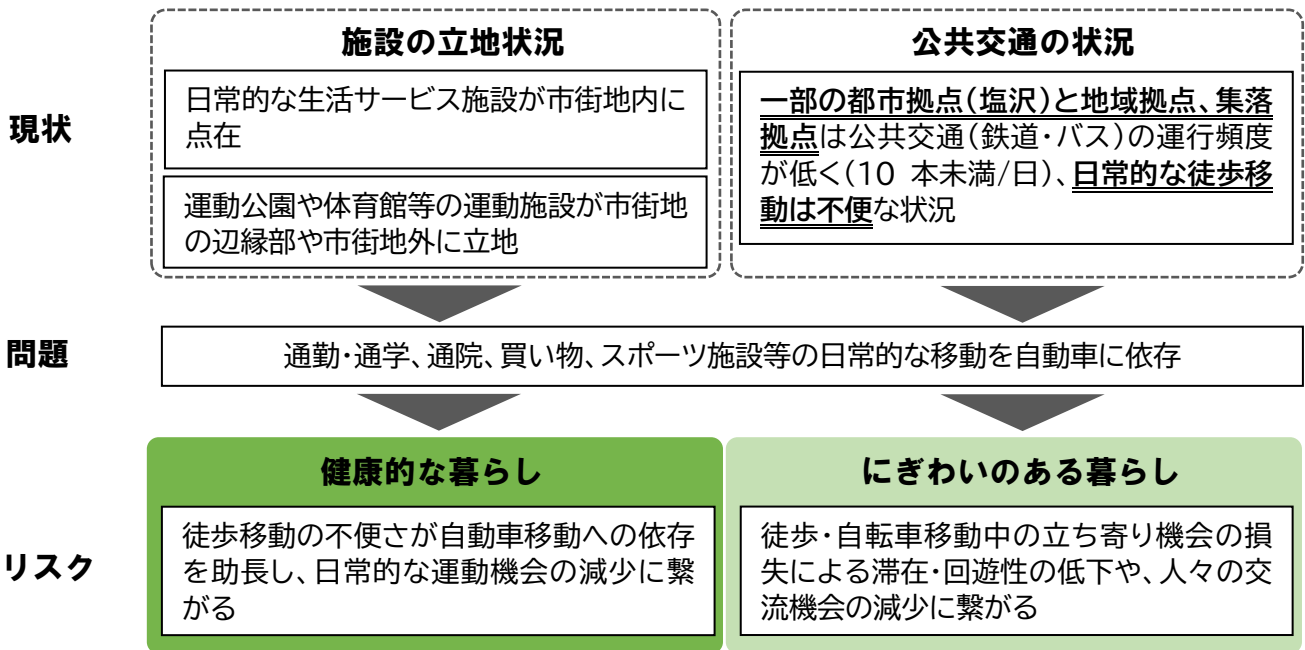 施設の立地状況
公共交通の状況
現状
日常的な生活サービス施設が市街地内に
点在
運動公園や体育館等の運動施設が市街地
の辺縁部や市街地外に立地
一部の都市拠点(塩沢)と地域拠点、集落
拠点は公共交通(鉄道・バス)の運行頻度
が低く(10 本未満/日)、日常的な徒歩移
動は不便な状況
問題
通勤・通学、通院、買い物、スポーツ施設等の日常的な移動を自動車に依存
健康的な暮らし
にぎわいのある暮らし
リスク
徒歩移動の不便さが自動車移動への依存
を助長し、日常的な運動機会の減少に繋
がる
徒歩・自転車移動中の立ち寄り機会の損
失による滞在・回遊性の低下や、人々の交
流機会の減少に繋がる